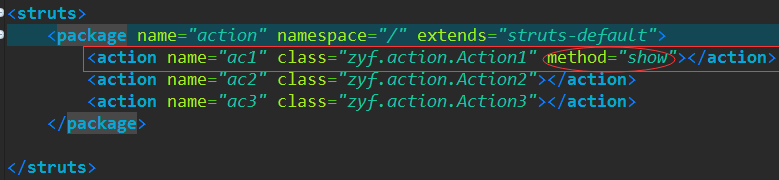 <struts>
<package name="action" namespace="/" extends="struts-default">
<action name="ac1" class="zyf.action.Action1" method="show"></action>
<action name="ac2" class="zyf.action.Action2"></action>
<action name="ac3" class="zyf.action.Action3"></action>
</package>
</struts>